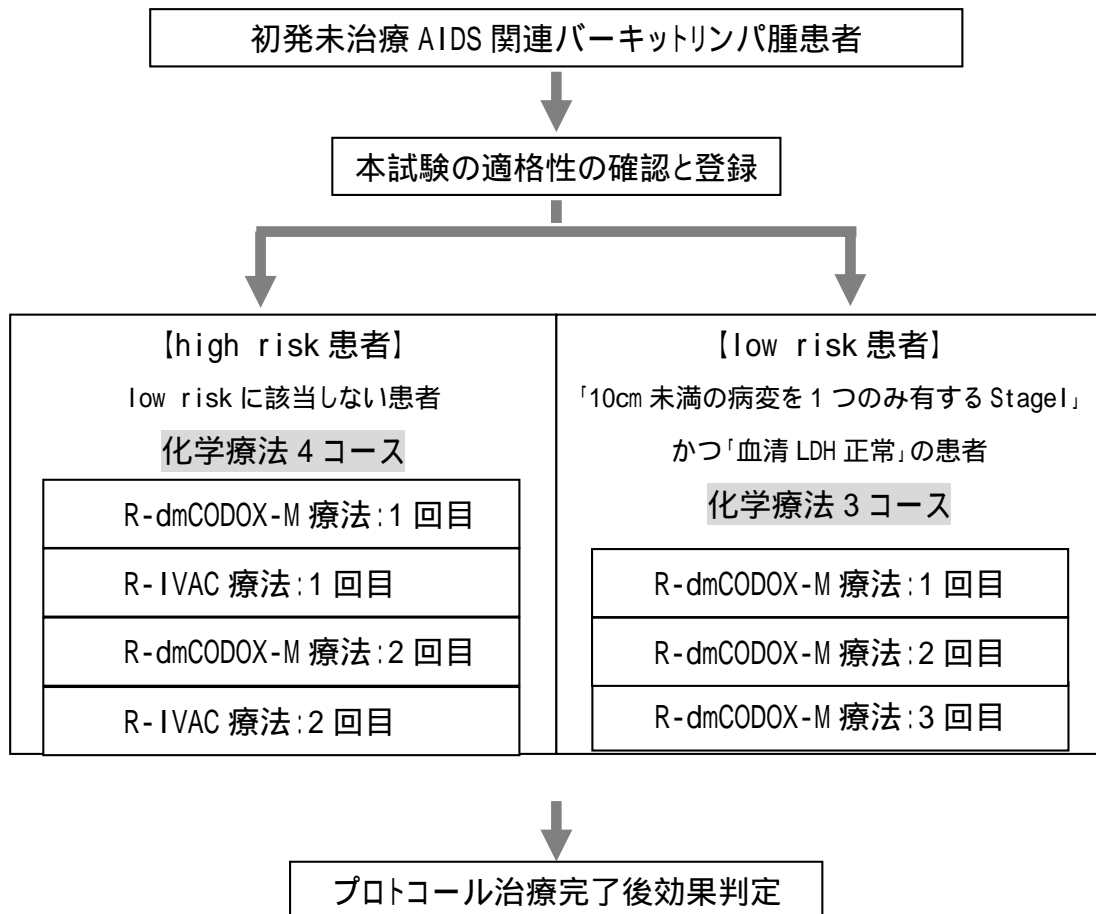 初発未治療 AIDS 関連バーキットリンパ腫患者
本試験の適格性の確認と登録
【high risk 患者】
low risk に該当しない患者
化学療法 4 コース
R-dmCODOX-M 療法:1 回目
R-IVAC 療法:1 回目
R-dmCODOX-M 療法:2 回目
R-IVAC 療法:2 回目
【low risk 患者】
「10cm 未満の病変を 1 つのみ有する StageI」
かつ「血清 LDH 正常」の患者
化学療法 3 コース
R-dmCODOX-M 療法:1 回目
R-dmCODOX-M 療法:2 回目
R-dmCODOX-M 療法:3 回目
プロトコール治療完了後効果判定